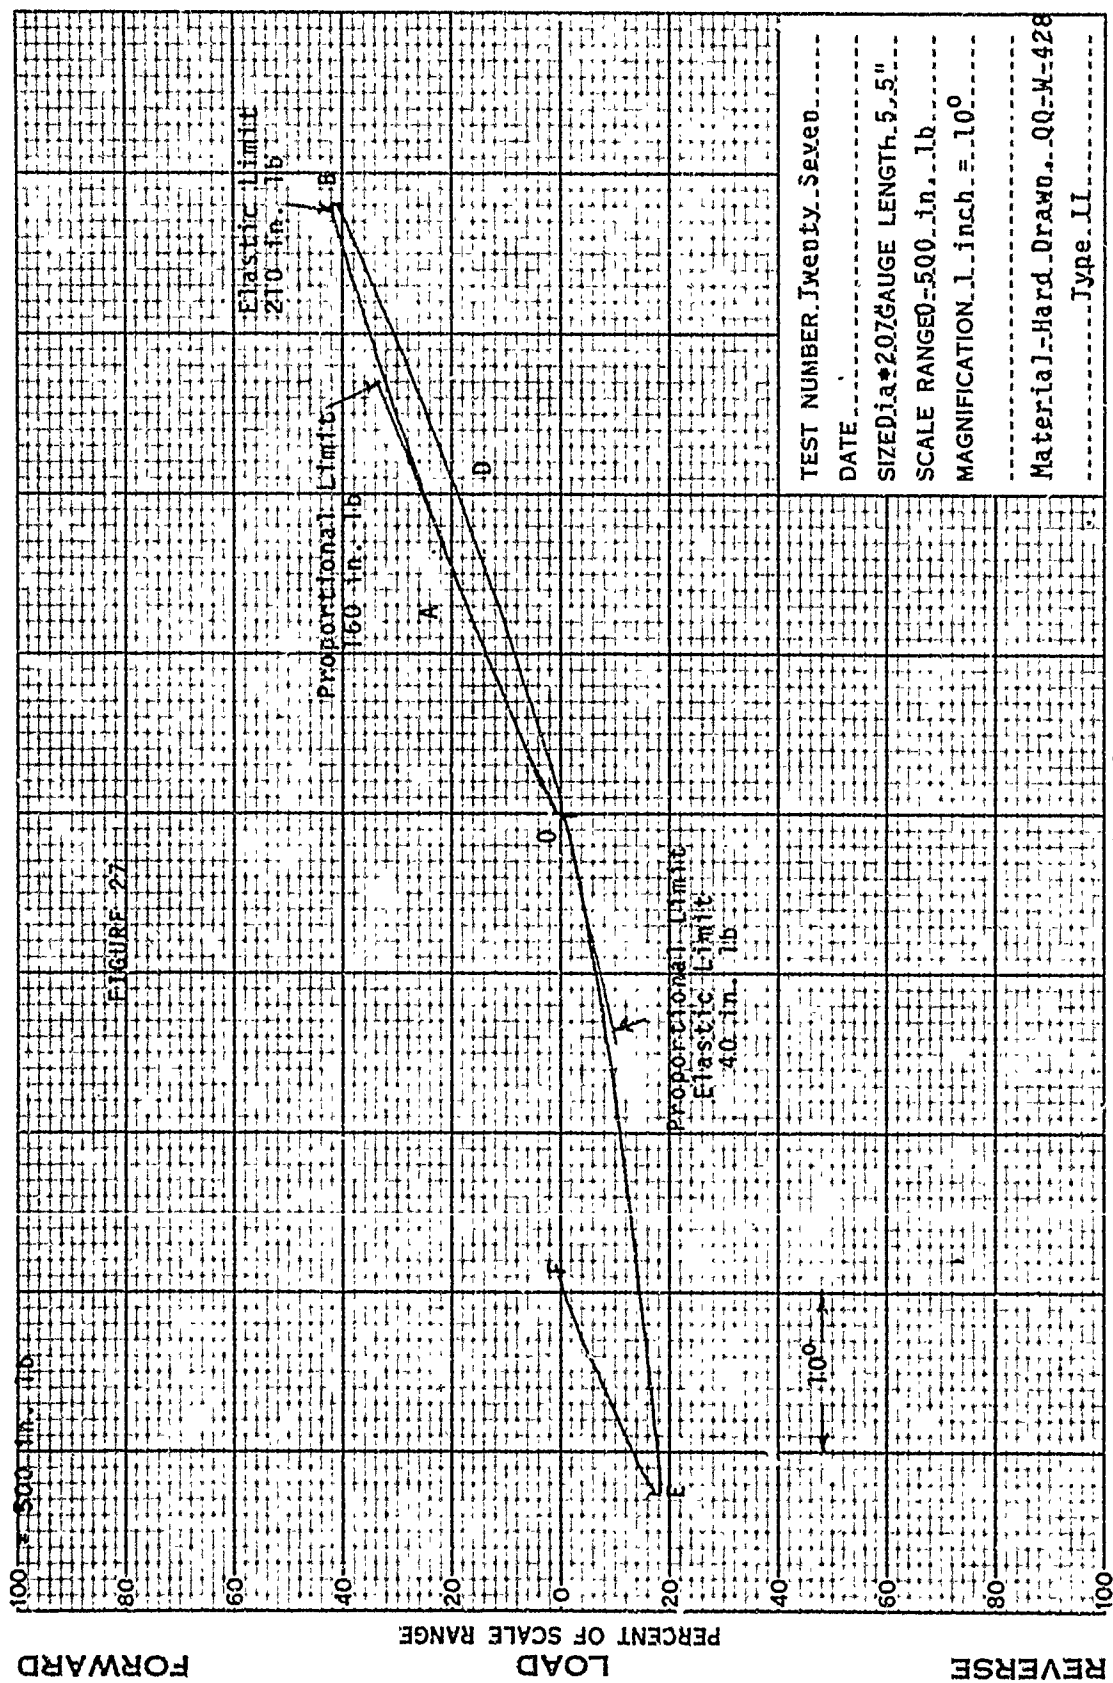 FIGURE 27
100 = 500 in. lb
80
60
40
20
0
20
40
60
80
100
FORWARD
LOAD
REVERSE
PERCENT OF SCALE RANGE
Elastic Limit
210 in. lb
B
Proportional Limit
160 in. lb
A
D
O
Proportional Limit
Elastic Limit
40 in. lb
F
E
10°
TEST NUMBER Twenty Seven
DATE
SIZE Dia*207 GAUGE LENGTH 5.5"
SCALE RANGE 0-500 in. lb
MAGNIFICATION 1 inch = 10°
Material-Hard Drawn QQ-W-428
Type II